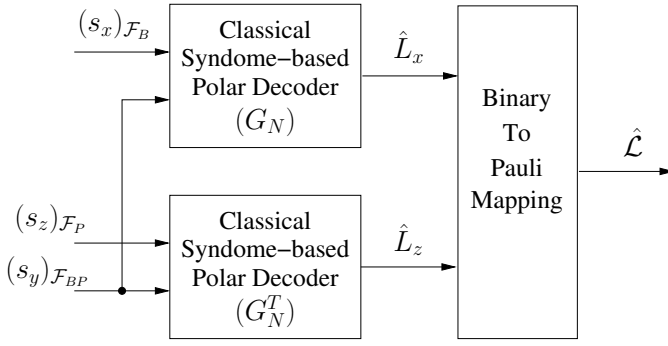 (s_x)_{\mathcal{F}_B}
Classical
Syndome−based
Polar Decoder
(G_N)
\hat{L}_x
Binary
To
Pauli
Mapping
\hat{\mathcal{L}}
(s_z)_{\mathcal{F}_P}
(s_y)_{\mathcal{F}_{BP}}
Classical
Syndome−based
Polar Decoder
(G_N^T)
\hat{L}_z